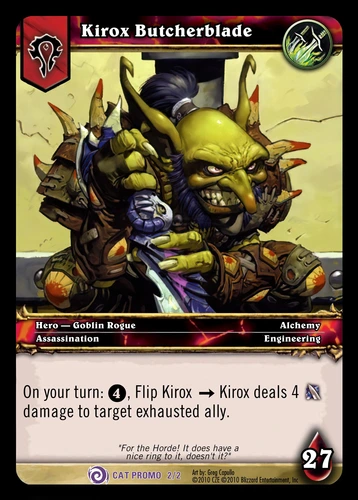 Kirox Butcherblade
Hero — Goblin Rogue Alchemy
Assassination Engineering
On your turn: 4, Flip Kirox → Kirox deals 4
damage to target exhausted ally.
"For the Horde! It does have a
nice ring to it, doesn't it?"
CAT PROMO 2/2
Art by: Greg Capullo
©2010 CZE ©2010 Blizzard Entertainment, Inc.
27